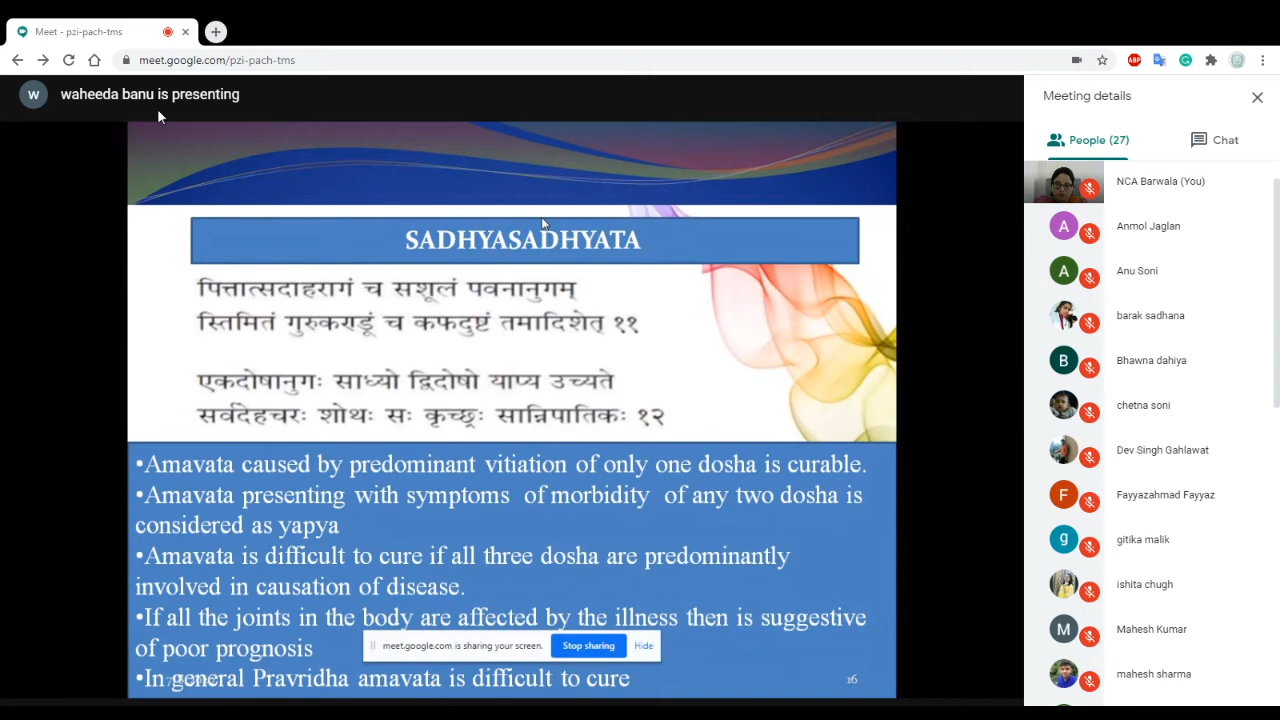 Meet - pzi-pach-tms
meet.google.com/pzi-pach-tms
ABP
W
waheeda banu is presenting
SADHYASADHYATA
पित्तात्सदाहरागं च सशूलं पवनानुगम्
स्तिमितं गुरुकण्डू च कफदुष्टं तमादिशेत् ११
एकदोषानुगः साध्यो द्विदोषो याप्य उच्यते
सर्वदेहचरः शोथः सः कृच्छ्रः सान्निपातिकः १२
•Amavata caused by predominant vitiation of only one dosha is curable.
•Amavata presenting with symptoms of morbidity of any two dosha is
considered as yapya
•Amavata is difficult to cure if all three dosha are predominantly
involved in causation of disease.
•If all the joints in the body are affected by the illness then is suggestive
of poor prognosis
•In general Pravridha amavata is difficult to cure
16
meet.google.com is sharing your screen.
Stop sharing
Hide
Meeting details
People (27)
Chat
NCA Barwala (You)
A
Anmol Jaglan
A
Anu Soni
barak sadhana
B
Bhawna dahiya
chetna soni
Dev Singh Gahlawat
F
Fayyazahmad Fayyaz
g
gitika malik
ishita chugh
M
Mahesh Kumar
mahesh sharma